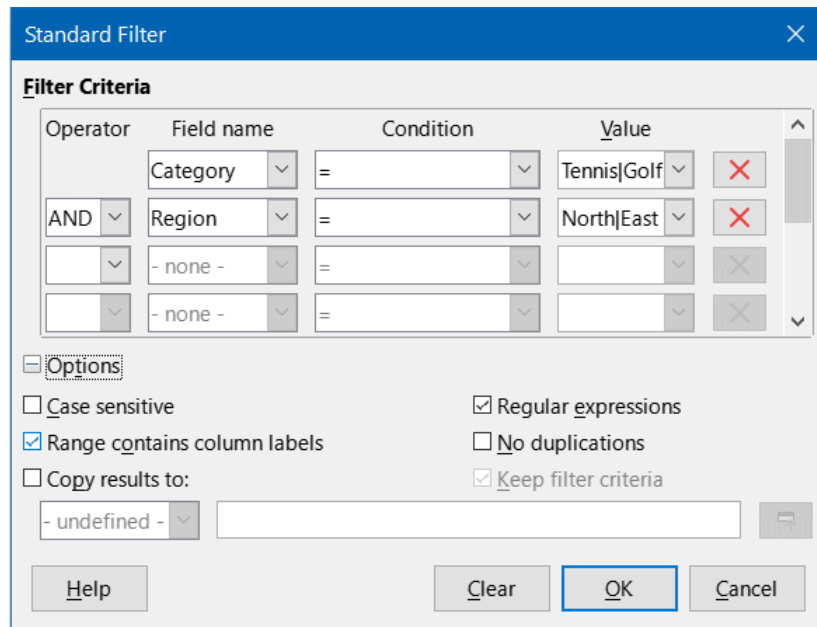 Standard Filter
Filter Criteria
Operator Field name Condition Value
Category = Tennis|Golf
AND Region = North|East
- none - =
- none - =
Options
Case sensitive Regular expressions
Range contains column labels No duplications
Copy results to: Keep filter criteria
- undefined -
Help Clear OK Cancel